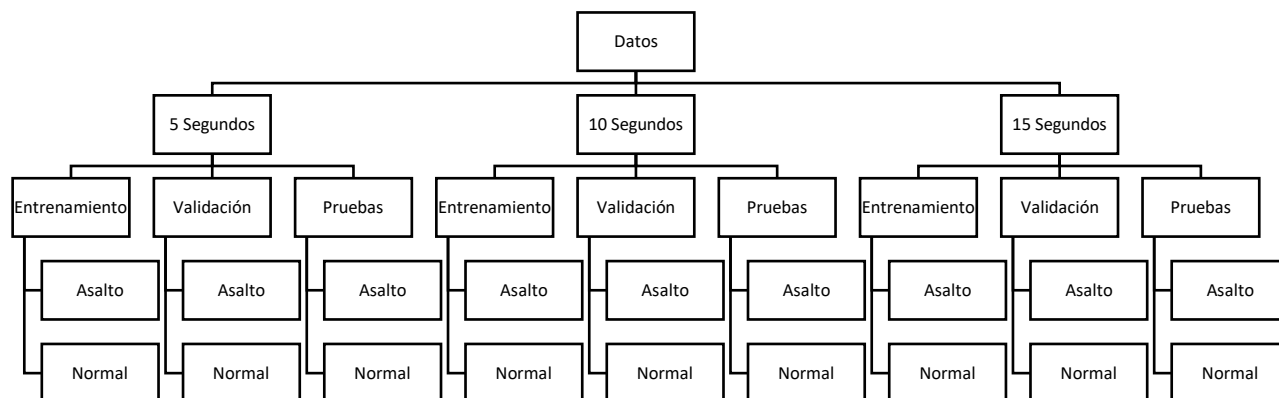 Datos
5 Segundos
10 Segundos
15 Segundos
Entrenamiento
Validación
Pruebas
Entrenamiento
Validación
Pruebas
Entrenamiento
Validación
Pruebas
Asalto
Asalto
Asalto
Asalto
Asalto
Asalto
Asalto
Asalto
Asalto
Normal
Normal
Normal
Normal
Normal
Normal
Normal
Normal
Normal